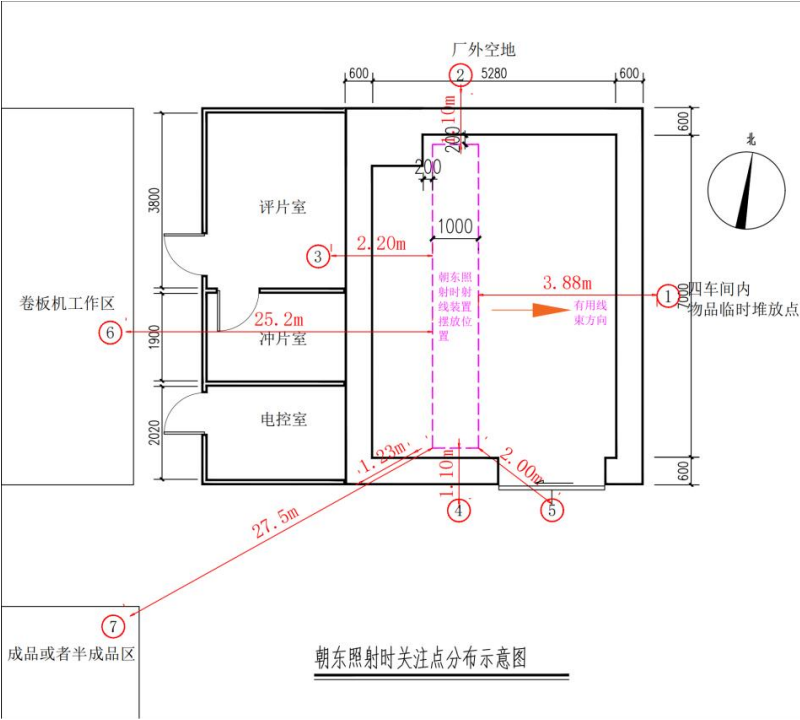 厂外空地
②
600
5280
600
1.10m
200
600
北
3800
评片室
200
1000
③
2.20m
3.88m
①
四车间内
物品临时堆放点
7000
朝东照
射时射
线装置
摆放位
置
有用线
束方向
卷板机工作区
⑥
25.2m
1900
冲片室
电控室
2020
1.23m
1.10m
2.00m
600
④
⑤
27.5m
⑦
成品或者半成品区
朝东照射时关注点分布示意图